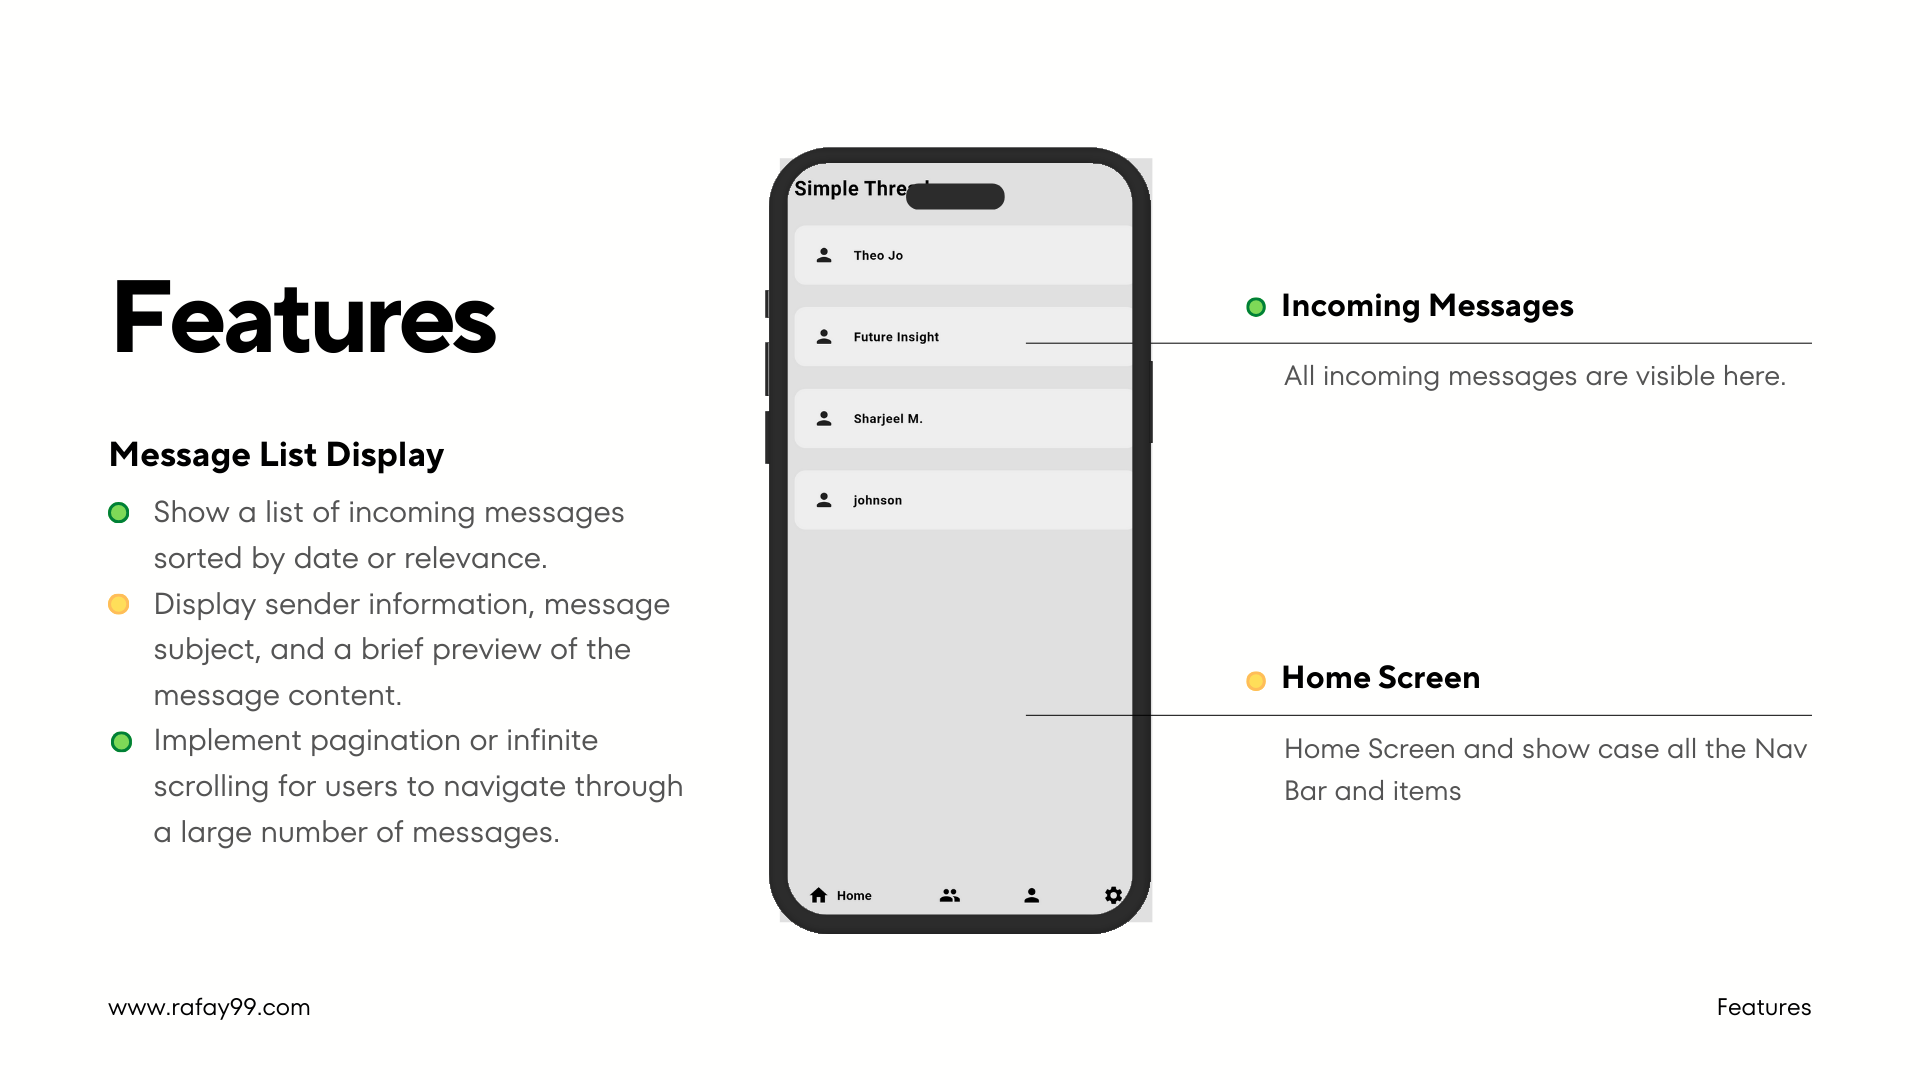 Features
Message List Display
Show a list of incoming messages
sorted by date or relevance.
Display sender information, message
subject, and a brief preview of the
message content.
Implement pagination or infinite
scrolling for users to navigate through
a large number of messages.
Simple
Theo Jo
Future Insight
Sharjeel M.
johnson
Home
Incoming Messages
All incoming messages are visible here.
Home Screen
Home Screen and show case all the Nav
Bar and items
www.rafay99.com
Features